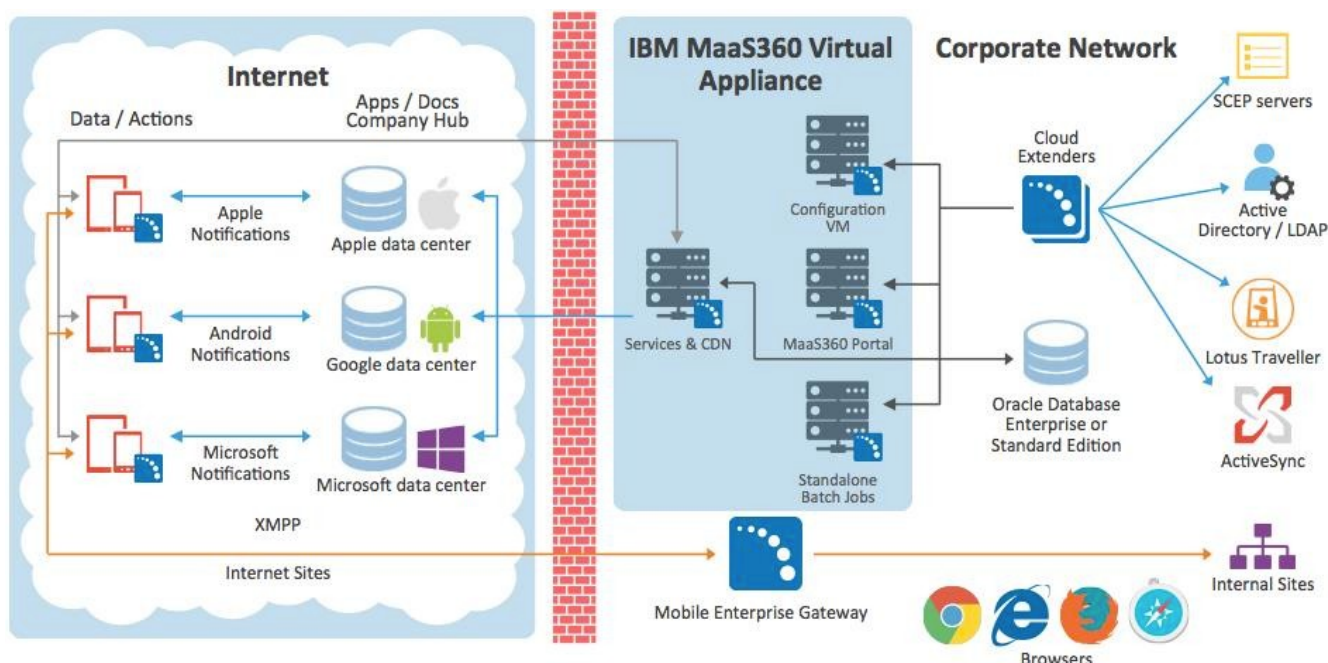 Internet
Data / Actions
Apps / Docs
Company Hub
Apple
Notifications
Apple data center
Android
Notifications
Google data center
Microsoft
Notifications
Microsoft data center
XMPP
Internet Sites
IBM MaaS360 Virtual
Appliance
Configuration
VM
Services & CDN
MaaS360 Portal
Standalone
Batch Jobs
Mobile Enterprise Gateway
Corporate Network
Cloud
Extenders
SCEP servers
Active
Directory / LDAP
Lotus Traveller
Oracle Database
Enterprise or
Standard Edition
ActiveSync
Internal Sites
Browsers